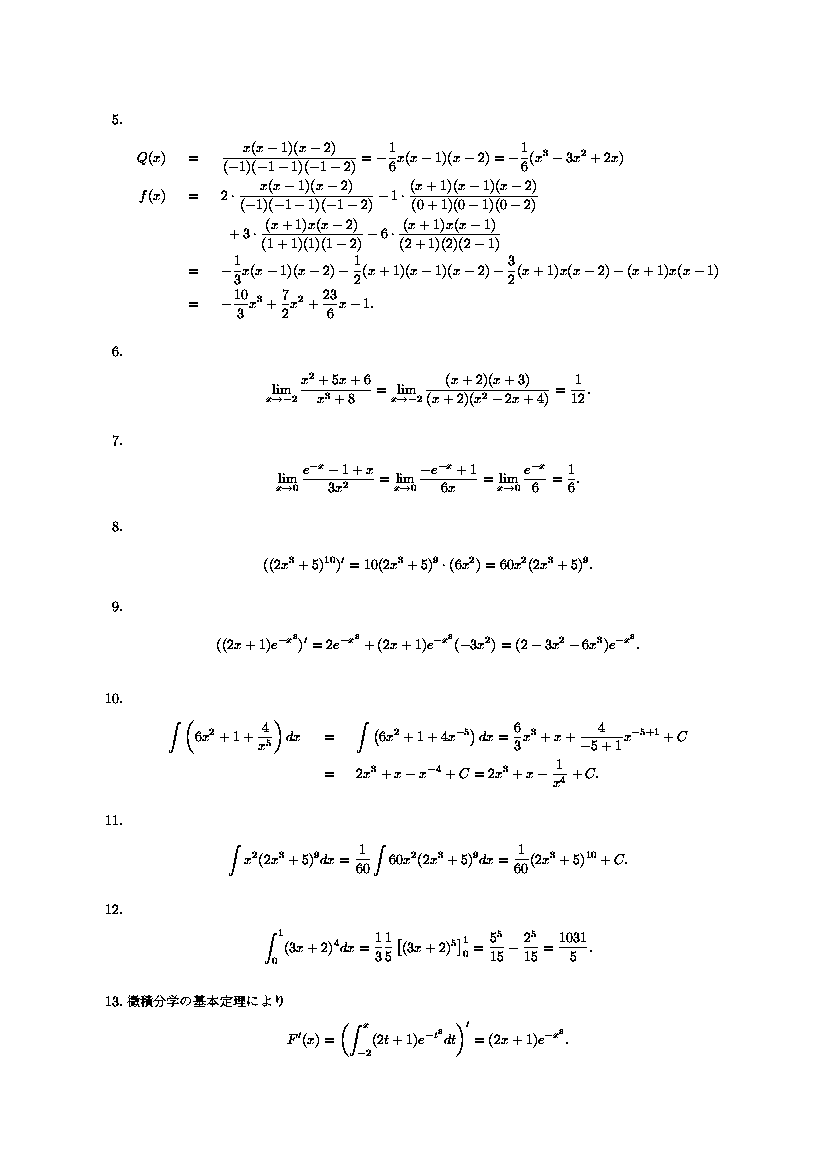 5.
Q(x) = \frac{x(x-1)(x-2)}{(-1)(-1-1)(-1-2)} = -\frac{1}{6}x(x-1)(x-2) = -\frac{1}{6}(x^3-3x^2+2x)
f(x) = 2\cdot\frac{x(x-1)(x-2)}{(-1)(-1-1)(-1-2)} - 1\cdot\frac{(x+1)(x-1)(x-2)}{(0+1)(0-1)(0-2)}
+3\cdot\frac{(x+1)x(x-2)}{(1+1)(1)(1-2)} - 6\cdot\frac{(x+1)x(x-1)}{(2+1)(2)(2-1)}
= -\frac{1}{3}x(x-1)(x-2) - \frac{1}{2}(x+1)(x-1)(x-2) - \frac{3}{2}(x+1)x(x-2) - (x+1)x(x-1)
= -\frac{10}{3}x^3 + \frac{7}{2}x^2 + \frac{23}{6}x - 1.
6.
\lim_{x\to-2}\frac{x^2+5x+6}{x^3+8} = \lim_{x\to-2}\frac{(x+2)(x+3)}{(x+2)(x^2-2x+4)} = \frac{1}{12}.
7.
\lim_{x\to0}\frac{e^{-x}-1+x}{3x^2} = \lim_{x\to0}\frac{-e^{-x}+1}{6x} = \lim_{x\to0}\frac{e^{-x}}{6} = \frac{1}{6}.
8.
((2x^3+5)^{10})' = 10(2x^3+5)^9\cdot(6x^2) = 60x^2(2x^3+5)^9.
9.
((2x+1)e^{-x^3})' = 2e^{-x^3} + (2x+1)e^{-x^3}(-3x^2) = (2-3x^2-6x^3)e^{-x^3}.
10.
\int\left(6x^2+1+\frac{4}{x^5}\right)dx = \int\left(6x^2+1+4x^{-5}\right)dx = \frac{6}{3}x^3+x+\frac{4}{-5+1}x^{-5+1}+C
= 2x^3+x-x^{-4}+C = 2x^3+x-\frac{1}{x^4}+C.
11.
\int x^2(2x^3+5)^9dx = \frac{1}{60}\int 60x^2(2x^3+5)^9dx = \frac{1}{60}(2x^3+5)^{10}+C.
12.
\int_0^1(3x+2)^4dx = \frac{1}{3}\frac{1}{5}\left[(3x+2)^5\right]_0^1 = \frac{5^5}{15}-\frac{2^5}{15} = \frac{1031}{5}.
13. 微積分学の基本定理により
F'(x) = \left(\int_{-2}^x(2t+1)e^{-t^3}dt\right)' = (2x+1)e^{-x^3}.